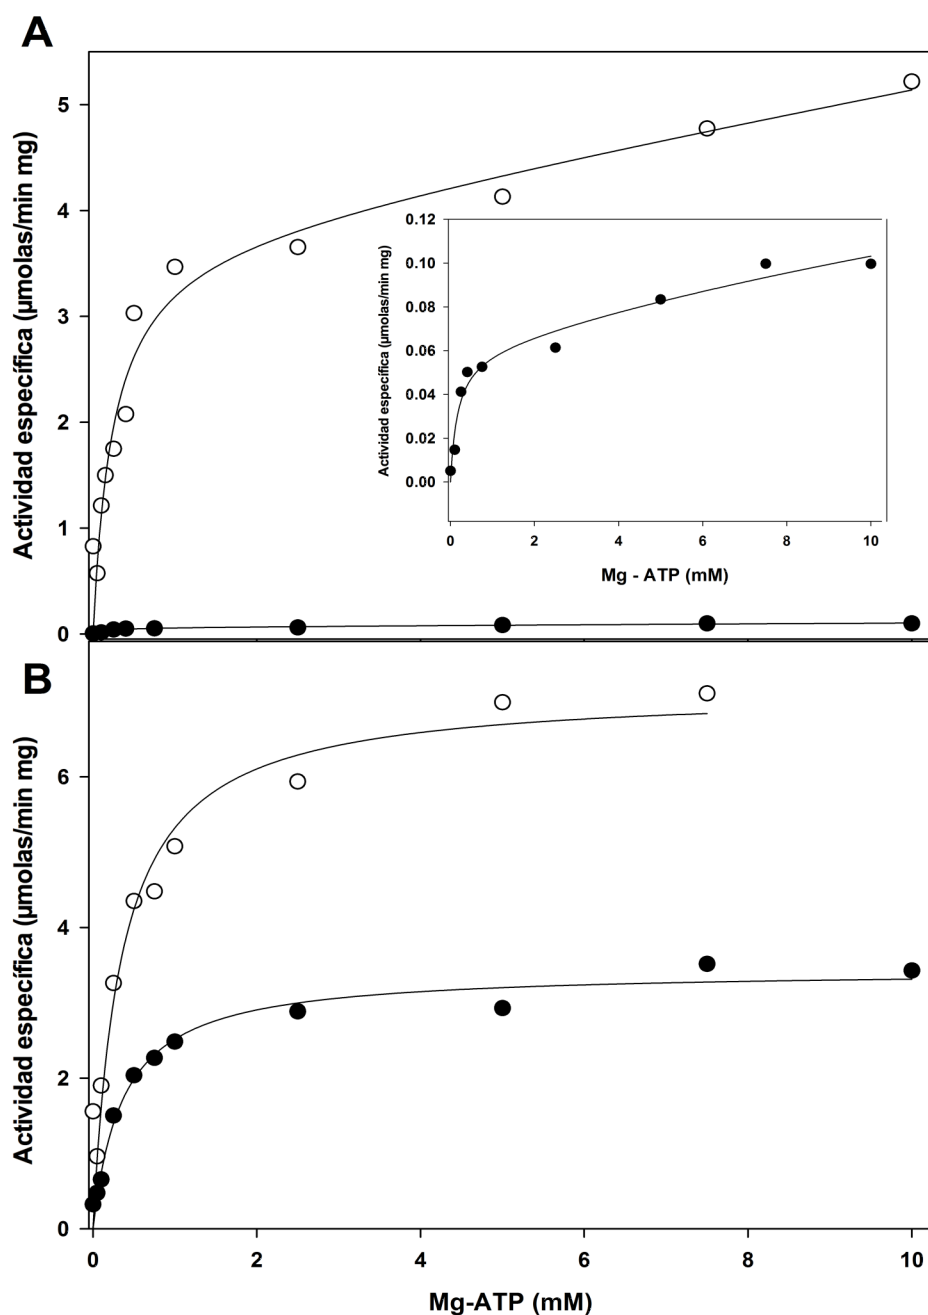 A
Actividad específica (µmolas/min mg)
5
4
3
2
1
0
Actividad específica (µmolas/min mg)
0.12
0.10
0.08
0.06
0.04
0.02
0.00
0 2 4 6 8 10
Mg - ATP (mM)
B
Actividad específica (µmolas/min mg)
6
4
2
0
0 2 4 6 8 10
Mg-ATP (mM)